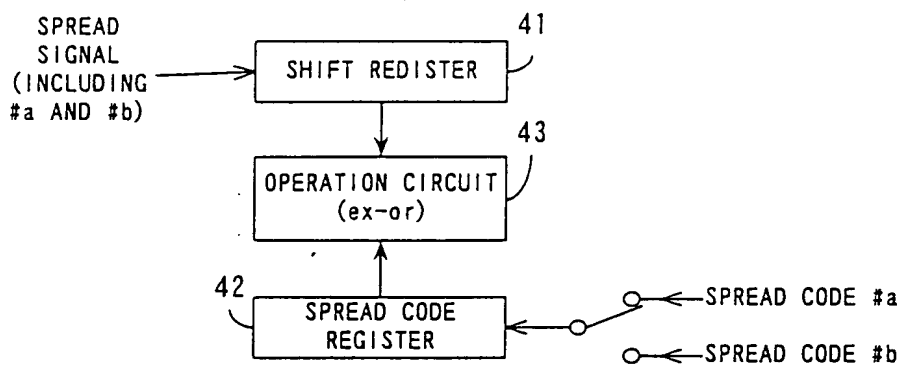 SPREAD
SIGNAL
(INCLUDING
#a AND #b)
41
SHIFT REDISTER
43
OPERATION CIRCUIT
(ex-or)
42
SPREAD CODE
REGISTER
SPREAD CODE #a
SPREAD CODE #b